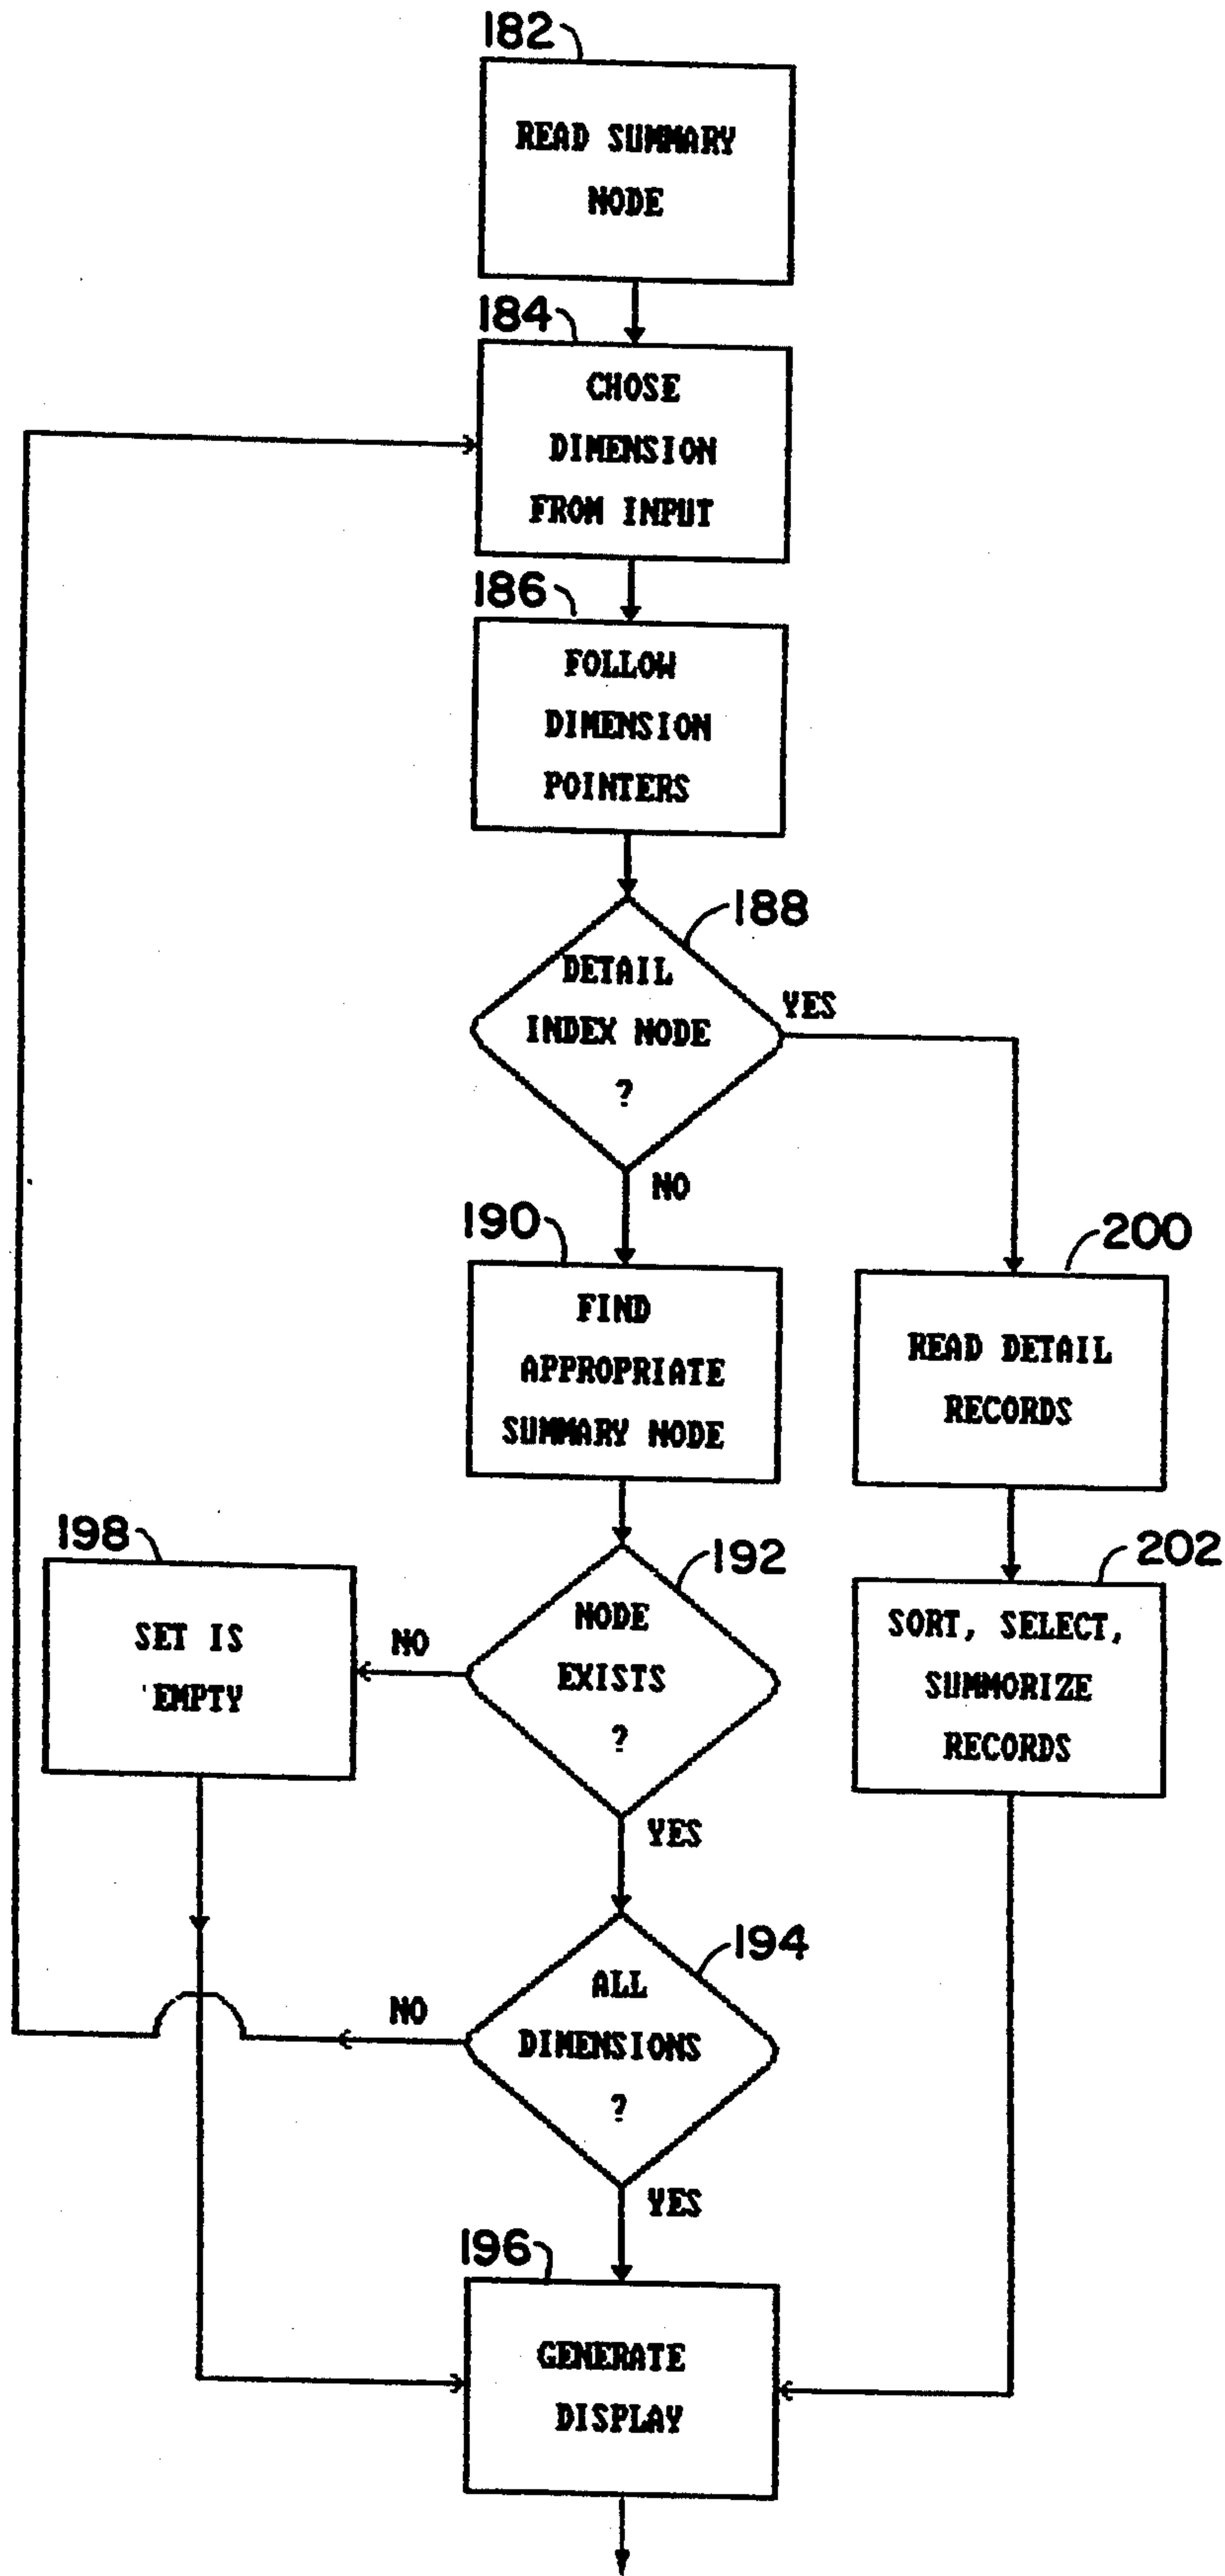 182
READ SUMMARY
NODE
184
CHOSE
DIMENSION
FROM INPUT
186
FOLLOW
DIMENSION
POINTERS
188
DETAIL
INDEX NODE
?
YES
NO
190
FIND
APPROPRIATE
SUMMARY NODE
200
READ DETAIL
RECORDS
198
SET IS
EMPTY
192
NODE
EXISTS
?
NO
YES
202
SORT, SELECT,
SUMMORIZE
RECORDS
194
ALL
DIMENSIONS
?
NO
YES
196
GENERATE
DISPLAY